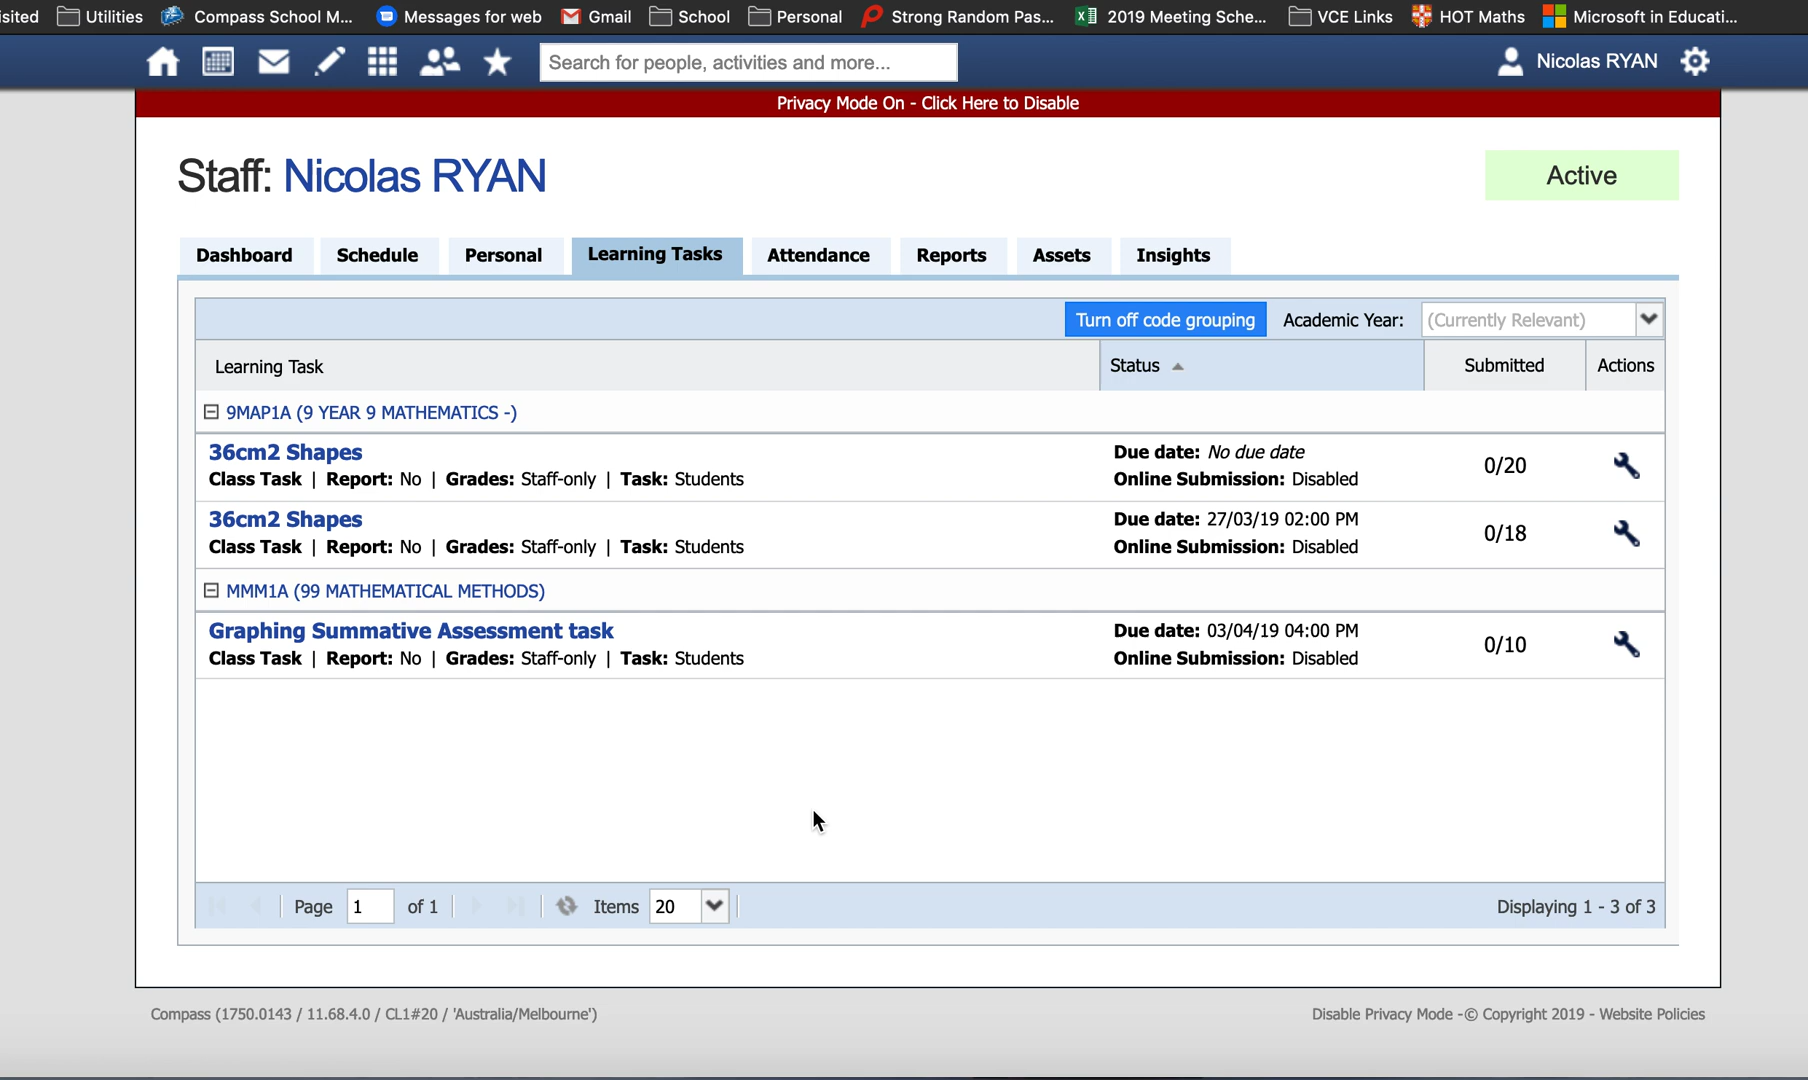 isited Utilities Compass School M... Messages for web Gmail School Personal Strong Random Pas... 2019 Meeting Sche... VCE Links HOT Maths Microsoft in Educati...
Search for people, activities and more... Nicolas RYAN
Privacy Mode On - Click Here to Disable
Staff: Nicolas RYAN Active
Dashboard Schedule Personal Learning Tasks Attendance Reports Assets Insights
Turn off code grouping Academic Year: (Currently Relevant)
Learning Task Status Submitted Actions
9MAP1A (9 YEAR 9 MATHEMATICS -)
36cm2 Shapes Due date: No due date
Class Task | Report: No | Grades: Staff-only | Task: Students Online Submission: Disabled 0/20
36cm2 Shapes Due date: 27/03/19 02:00 PM
Class Task | Report: No | Grades: Staff-only | Task: Students Online Submission: Disabled 0/18
MMM1A (99 MATHEMATICAL METHODS)
Graphing Summative Assessment task Due date: 03/04/19 04:00 PM
Class Task | Report: No | Grades: Staff-only | Task: Students Online Submission: Disabled 0/10
Page 1 of 1 Items 20 Displaying 1 - 3 of 3
Compass (1750.0143 / 11.68.4.0 / CL1#20 / 'Australia/Melbourne') Disable Privacy Mode -© Copyright 2019 - Website Policies